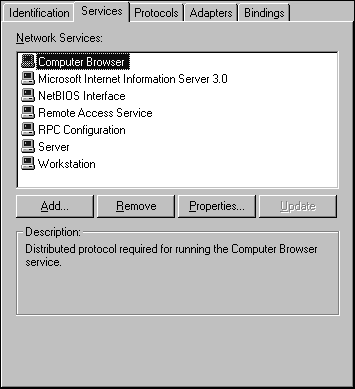 Identification Services Protocols Adapters Bindings
Network Services:
Computer Browser
Microsoft Internet Information Server 3.0
NetBIOS Interface
Remote Access Service
RPC Configuration
Server
Workstation
Add... Remove Properties... Update
Description:
Distributed protocol required for running the Computer Browser
service.